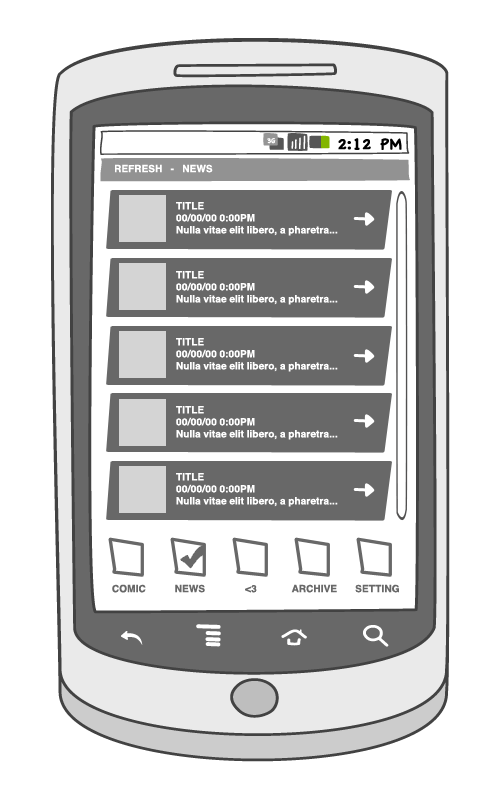 3G 2:12 PM
REFRESH - NEWS
TITLE
00/00/00 0:00PM
Nulla vitae elit libero, a pharetra...
TITLE
00/00/00 0:00PM
Nulla vitae elit libero, a pharetra...
TITLE
00/00/00 0:00PM
Nulla vitae elit libero, a pharetra...
TITLE
00/00/00 0:00PM
Nulla vitae elit libero, a pharetra...
TITLE
00/00/00 0:00PM
Nulla vitae elit libero, a pharetra...
COMIC NEWS <3 ARCHIVE SETTING